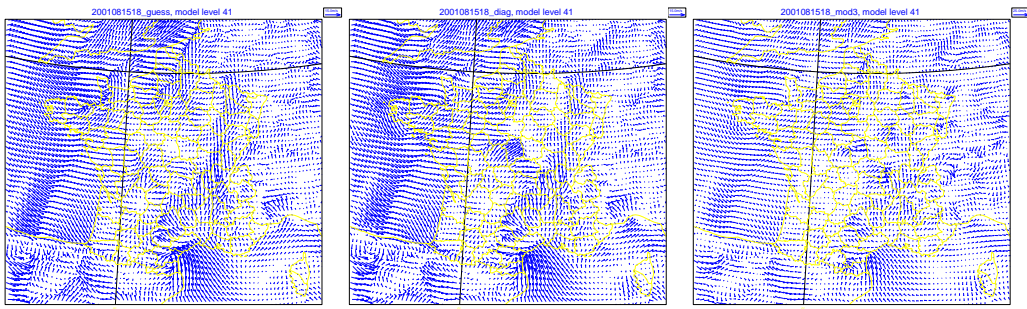 2001081518_guess, model level 41
2001081518_diag, model level 41
2001081518_mod3, model level 41